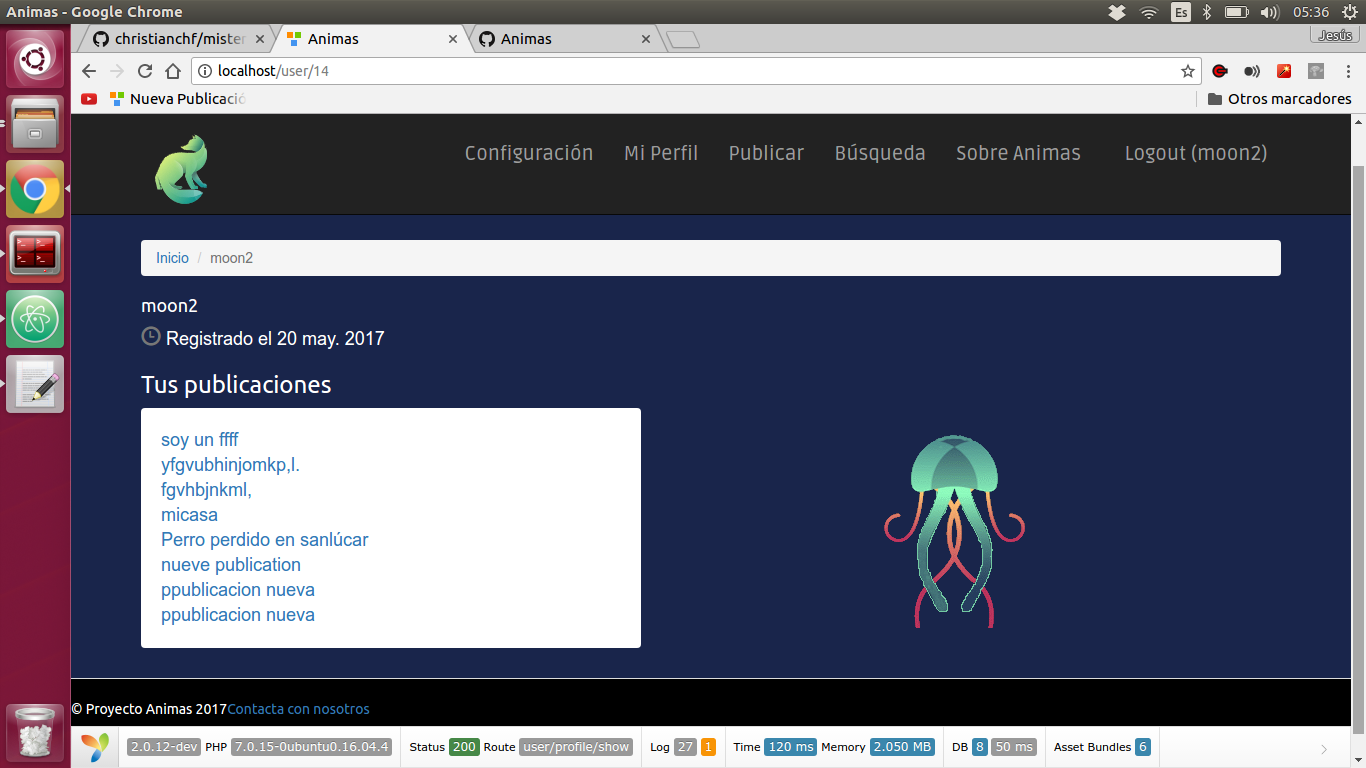 Animas - Google Chrome
Es
05:36
christianchf/mister
Animas
Animas
Jesús
localhost/user/14
Nueva Publicació
Otros marcadores
Configuración
Mi Perfil
Publicar
Búsqueda
Sobre Animas
Logout (moon2)
Inicio / moon2
moon2
Registrado el 20 may. 2017
Tus publicaciones
soy un ffff
yfgvubhinjomkp,l.
fgvhbjnkml,
micasa
Perro perdido en sanlúcar
nueve publication
ppublicacion nueva
ppublicacion nueva
© Proyecto Animas 2017Contacta con nosotros
2.0.12-dev PHP 7.0.15-0ubuntu0.16.04.4
Status 200 Route user/profile/show
Log 27 1
Time 120 ms Memory 2.050 MB
DB 8 50 ms
Asset Bundles 6